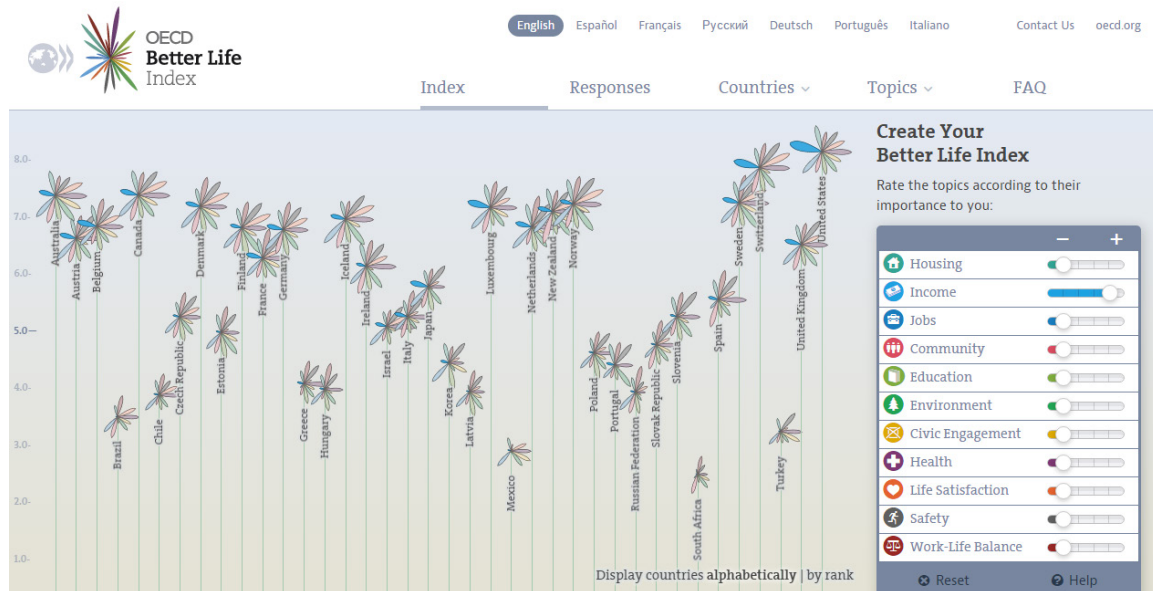 OECD
Better Life
Index
English Español Français Русский Deutsch Português Italiano Contact Us oecd.org
Index Responses Countries Topics FAQ
8.0-
7.0-
6.0-
5.0—
4.0-
3.0-
2.0-
1.0-
Australia
Austria
Belgium
Brazil
Canada
Chile
Czech Republic
Denmark
Estonia
Finland
France
Germany
Greece
Hungary
Iceland
Ireland
Israel
Italy
Japan
Korea
Latvia
Luxembourg
Mexico
Netherlands
New Zealand
Norway
Poland
Portugal
Russian Federation
Slovak Republic
Slovenia
South Africa
Spain
Sweden
Switzerland
Turkey
United Kingdom
United States
Display countries alphabetically | by rank
Create Your
Better Life Index
Rate the topics according to their
importance to you:
− +
Housing
Income
Jobs
Community
Education
Environment
Civic Engagement
Health
Life Satisfaction
Safety
Work-Life Balance
Reset Help